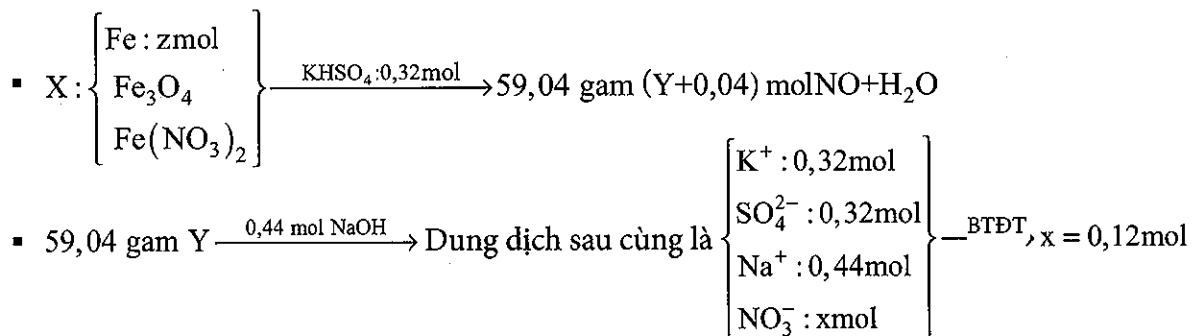 ▪ X: { Fe : zmol
Fe₃O₄
Fe(NO₃)₂ } —KHSO₄:0,32mol→ 59,04 gam (Y+0,04) molNO+H₂O
▪ 59,04 gam Y —0,44 mol NaOH→ Dung dịch sau cùng là { K⁺ : 0,32mol
SO₄²⁻ : 0,32mol
Na⁺ : 0,44mol
NO₃⁻ : xmol } —BTĐT→ x = 0,12mol